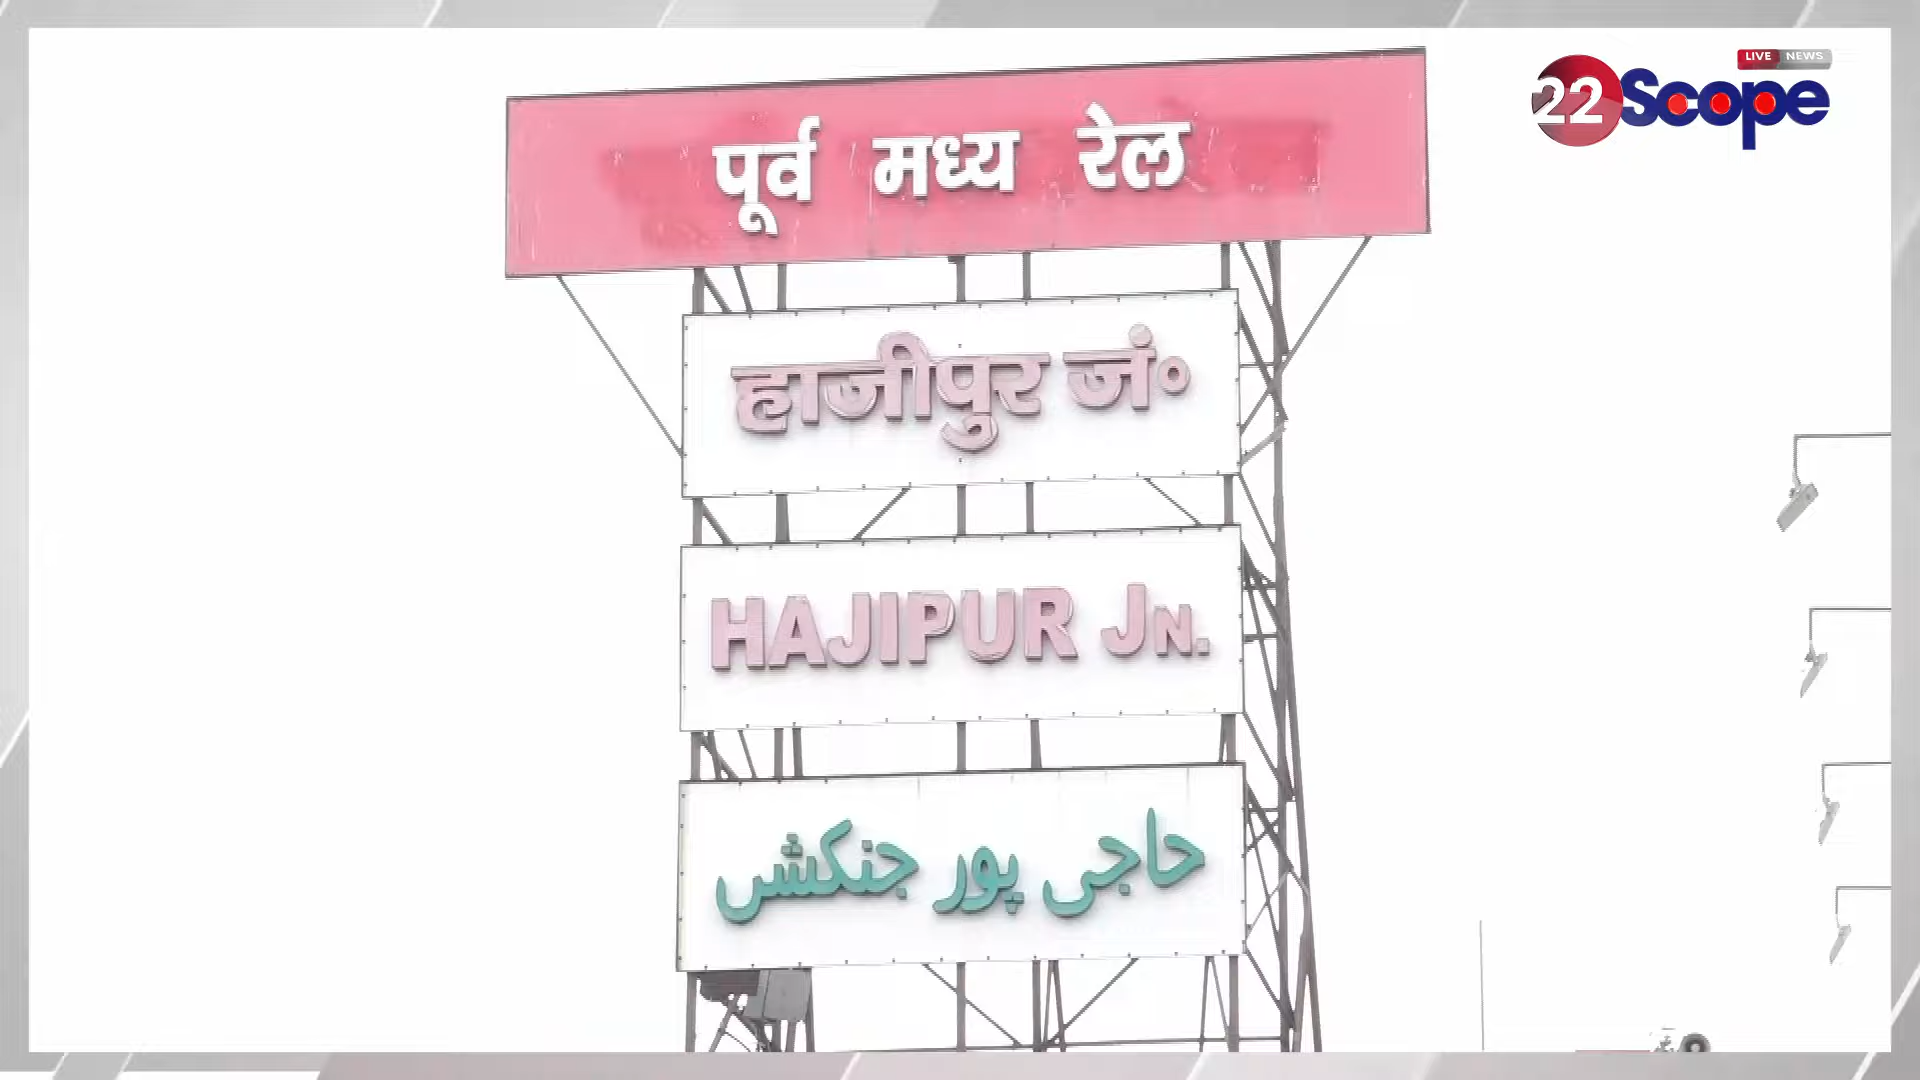 पूर्व मध्य रेल
हाजीपुर जं०
HAJIPUR JN.
حاجی پور جنکشن
LIVE NEWS
22Scope